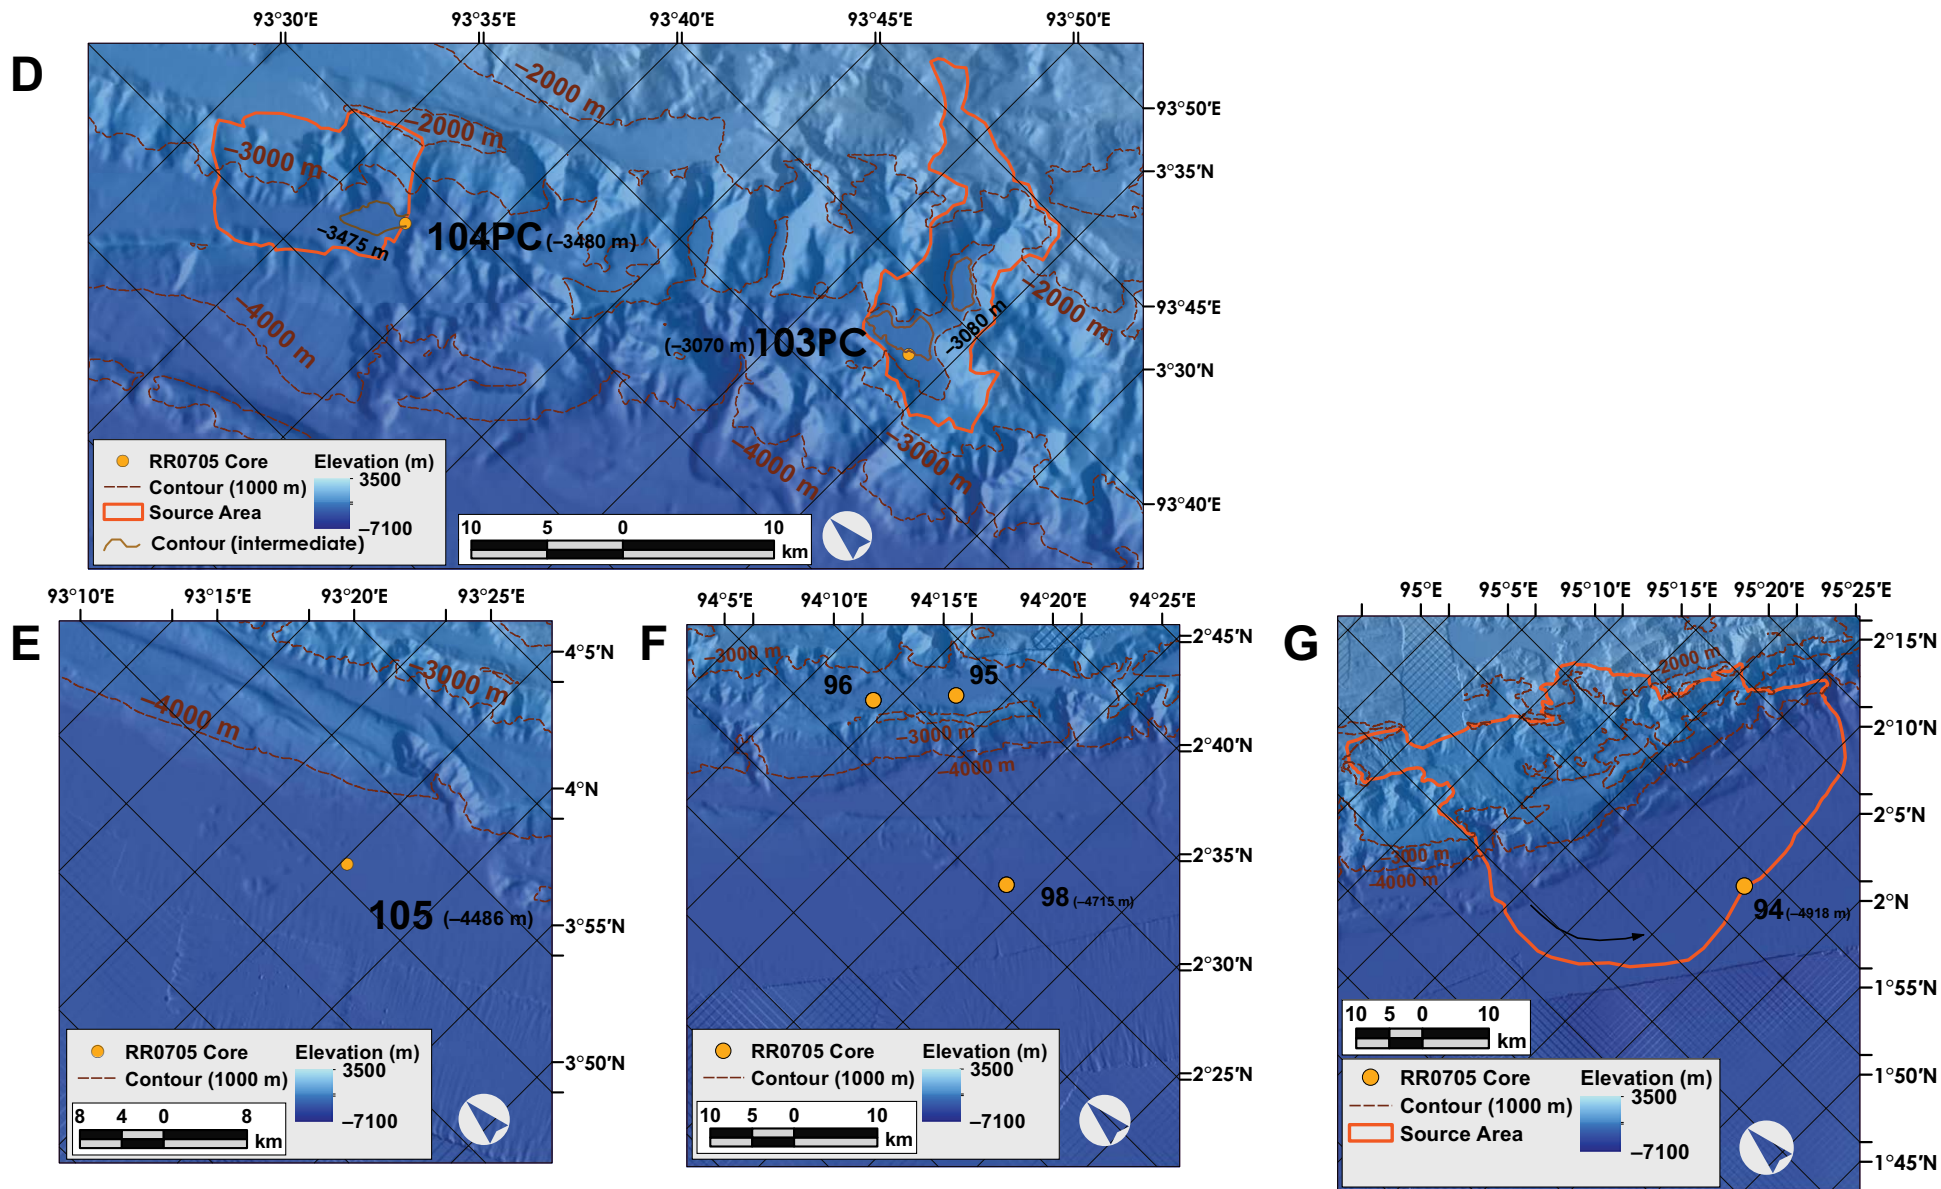 93°30′E 93°35′E 93°40′E 93°45′E 93°50′E
D
–2000 m
–2000 m
–3000 m
93°50′E
3°35′N
–3475 m
104PC (–3480 m)
–4000 m
–2000 m
93°45′E
–3080 m
(–3070 m) 103PC
3°30′N
–4000 m
–3000 m
93°40′E
RR0705 Core
Contour (1000 m)
Source Area
Contour (intermediate)
Elevation (m)
3500
–7100
10 5 0 10
km
93°10′E 93°15′E 93°20′E 93°25′E
E
–3000 m
–4000 m
4°5′N
4°N
105 (–4486 m)
3°55′N
3°50′N
RR0705 Core
Contour (1000 m)
Elevation (m)
3500
–7100
8 4 0 8
km
94°5′E 94°10′E 94°15′E 94°20′E 94°25′E
F
–3000 m
96
95
–3000 m
–4000 m
98 (–4715 m)
2°45′N
2°40′N
2°35′N
2°30′N
2°25′N
RR0705 Core
Contour (1000 m)
Elevation (m)
3500
–7100
10 5 0 10
km
95°E 95°5′E 95°10′E 95°15′E 95°20′E 95°25′E
G
–2000 m
–3000 m
–4000 m
94 (–4918 m)
2°15′N
2°10′N
2°5′N
2°N
1°55′N
1°50′N
1°45′N
10 5 0 10
km
RR0705 Core
Contour (1000 m)
Source Area
Elevation (m)
3500
–7100